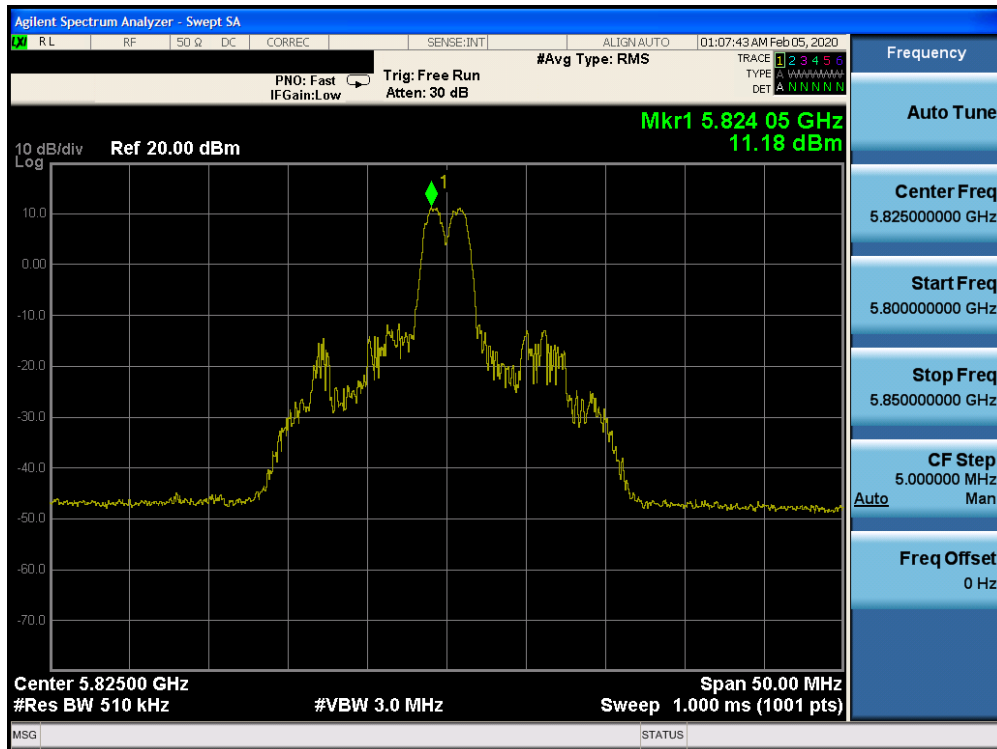 Agilent Spectrum Analyzer - Swept SA
LXI RL RF 50 Ω DC CORREC SENSE:INT ALIGNAUTO 01:07:43 AM Feb 05, 2020
Frequency
#Avg Type: RMS
TRACE 1 2 3 4 5 6
PNO: Fast Trig: Free Run
TYPE A WWWWWW
IFGain:Low Atten: 30 dB
DET A N N N N N
Auto Tune
Mkr1 5.824 05 GHz
11.18 dBm
10 dB/div Ref 20.00 dBm
Log
1
10.0
0.00
-10.0
-20.0
-30.0
-40.0
-50.0
-60.0
-70.0
Center Freq
5.825000000 GHz
Start Freq
5.800000000 GHz
Stop Freq
5.850000000 GHz
CF Step
5.000000 MHz
Auto Man
Freq Offset
0 Hz
Center 5.82500 GHz Span 50.00 MHz
#Res BW 510 kHz #VBW 3.0 MHz Sweep 1.000 ms (1001 pts)
MSG STATUS